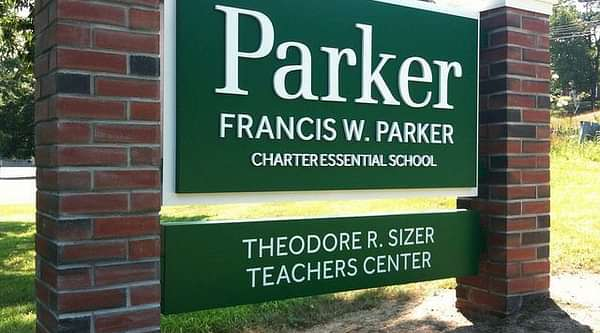 Parker
FRANCIS W. PARKER
CHARTER ESSENTIAL SCHOOL
THEODORE R. SIZER
TEACHERS CENTER